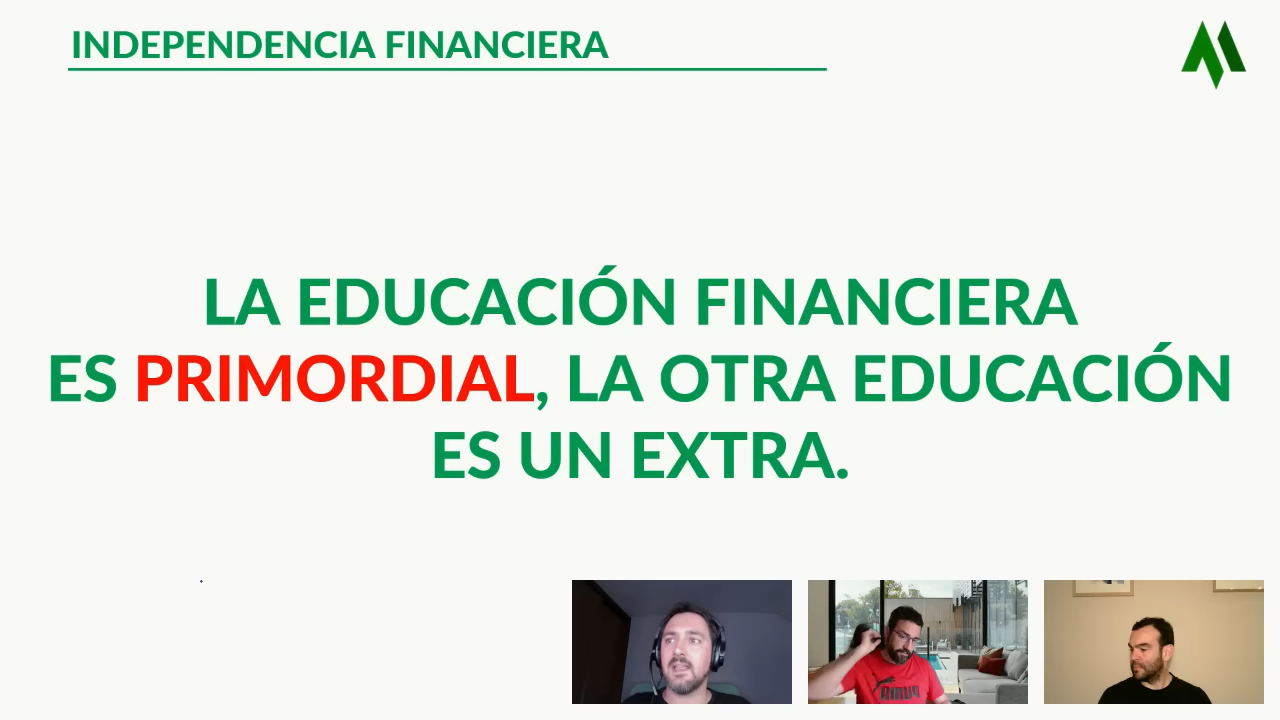 INDEPENDENCIA FINANCIERA
LA EDUCACIÓN FINANCIERA
ES PRIMORDIAL, LA OTRA EDUCACIÓN
ES UN EXTRA.
PUMA